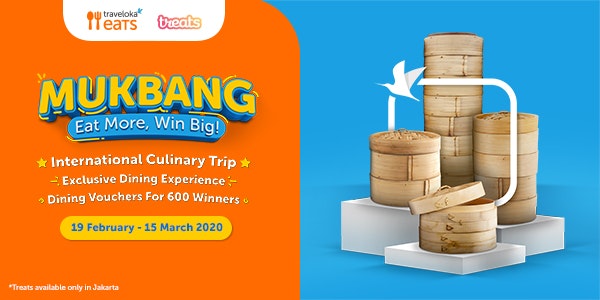 traveloka
EATS
treats
MUKBANG
Eat More, Win Big!
International Culinary Trip
Exclusive Dining Experience
Dining Vouchers For 600 Winners
19 February - 15 March 2020
*Treats available only in Jakarta